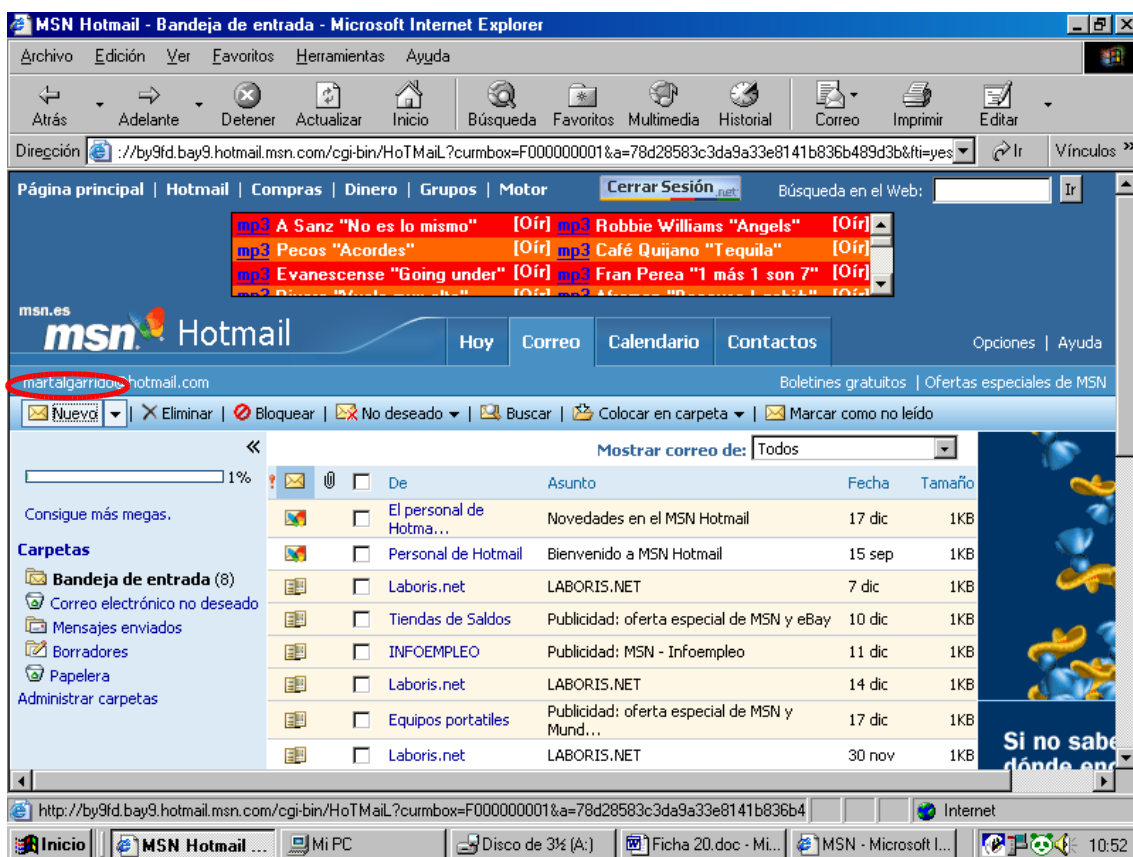 MSN Hotmail - Bandeja de entrada - Microsoft Internet Explorer
Archivo Edición Ver Favoritos Herramientas Ayuda
Atrás Adelante Detener Actualizar Inicio Búsqueda Favoritos Multimedia Historial Correo Imprimir Editar
Dirección ://by9fd.bay9.hotmail.msn.com/cgi-bin/HoTMaiL?curmbox=F000000001&a=78d28583c3da9a33e8141b836b489d3b&fti=yes Ir Vínculos »
Página principal | Hotmail | Compras | Dinero | Grupos | Motor Cerrar Sesión .net Búsqueda en el Web: Ir
mp3 A Sanz "No es lo mismo" [Oír] mp3 Robbie Williams "Angels" [Oír]
mp3 Pecos "Acordes" [Oír] mp3 Café Quijano "Tequila" [Oír]
mp3 Evanescense "Going under" [Oír] mp3 Fran Perea "1 más 1 son 7" [Oír]
msn.es
msn Hotmail Hoy Correo Calendario Contactos Opciones | Ayuda
martalgarrido@hotmail.com Boletines gratuitos | Ofertas especiales de MSN
Nuevo | Eliminar | Bloquear | No deseado | Buscar | Colocar en carpeta | Marcar como no leído
« Mostrar correo de: Todos
1% ! De Asunto Fecha Tamaño
Consigue más megas.
El personal de Hotma... Novedades en el MSN Hotmail 17 dic 1KB
Carpetas
Personal de Hotmail Bienvenido a MSN Hotmail 15 sep 1KB
Bandeja de entrada (8)
Laboris.net LABORIS.NET 7 dic 1KB
Correo electrónico no deseado
Tiendas de Saldos Publicidad: oferta especial de MSN y eBay 10 dic 1KB
Mensajes enviados
Borradores
INFOEMPLEO Publicidad: MSN - Infoempleo 11 dic 1KB
Papelera
Laboris.net LABORIS.NET 14 dic 1KB
Administrar carpetas
Equipos portatiles Publicidad: oferta especial de MSN y Mund... 17 dic 1KB
Laboris.net LABORIS.NET 30 nov 1KB
Si no sabe
dónde enc
http://by9fd.bay9.hotmail.msn.com/cgi-bin/HoTMaiL?curmbox=F000000001&a=78d28583c3da9a33e8141b836b4 Internet
Inicio MSN Hotmail ... Mi PC Disco de 3½ (A:) Ficha 20.doc - Mi... MSN - Microsoft I... 10:52